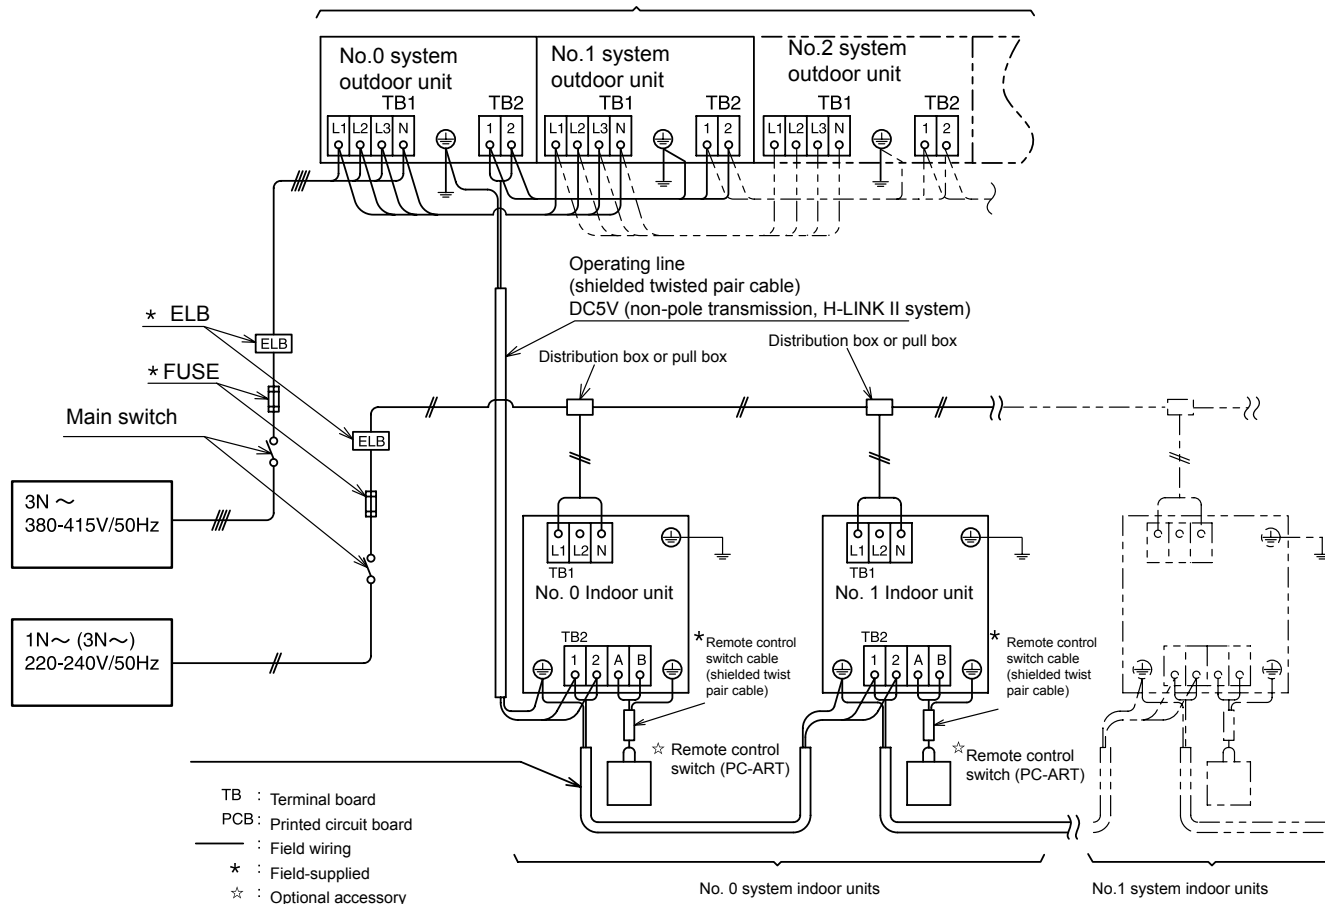 No.0 system
outdoor unit
TB1
TB2
L1 L2 L3 N
1 2
No.1 system
outdoor unit
TB1
TB2
L1 L2 L3 N
1 2
No.2 system
outdoor unit
TB1
TB2
L1 L2 L3 N
1 2
Operating line
(shielded twisted pair cable)
DC5V (non-pole transmission, H-LINK II system)
* ELB
ELB
* FUSE
Main switch
ELB
Distribution box or pull box
Distribution box or pull box
3N ～
380-415V/50Hz
1N～ (3N～)
220-240V/50Hz
L1 L2 N
TB1
No. 0 Indoor unit
TB2
1 2 A B
* Remote control
switch cable
(shielded twist
pair cable)
☆ Remote control
switch (PC-ART)
L1 L2 N
TB1
No. 1 Indoor unit
TB2
1 2 A B
* Remote control
switch cable
(shielded twist
pair cable)
☆ Remote control
switch (PC-ART)
TB : Terminal board
PCB : Printed circuit board
: Field wiring
* : Field-supplied
☆ : Optional accessory
No. 0 system indoor units
No.1 system indoor units